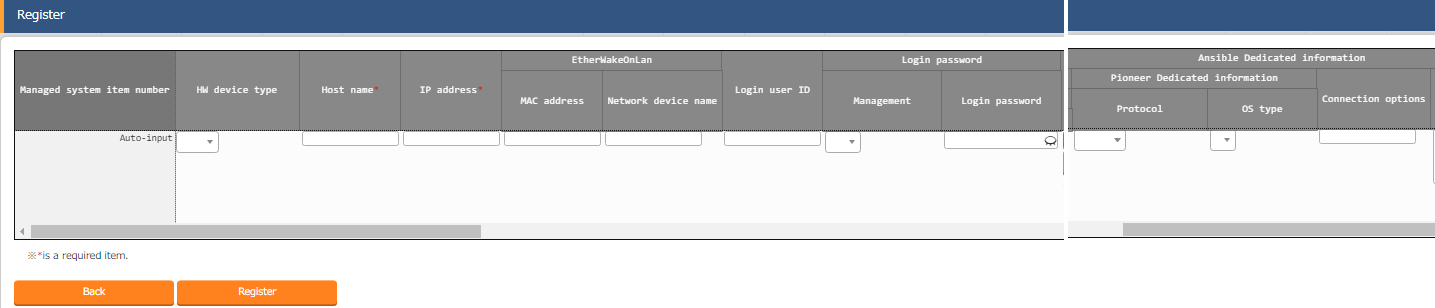 Register
EtherWakeOnLan
Login password
Ansible Dedicated information
Pioneer Dedicated information
Managed system item number
HW device type
Host name*
IP address*
MAC address
Network device name
Login user ID
Management
Login password
Protocol
OS type
Connection options
Auto-input
※*is a required item.
Back
Register